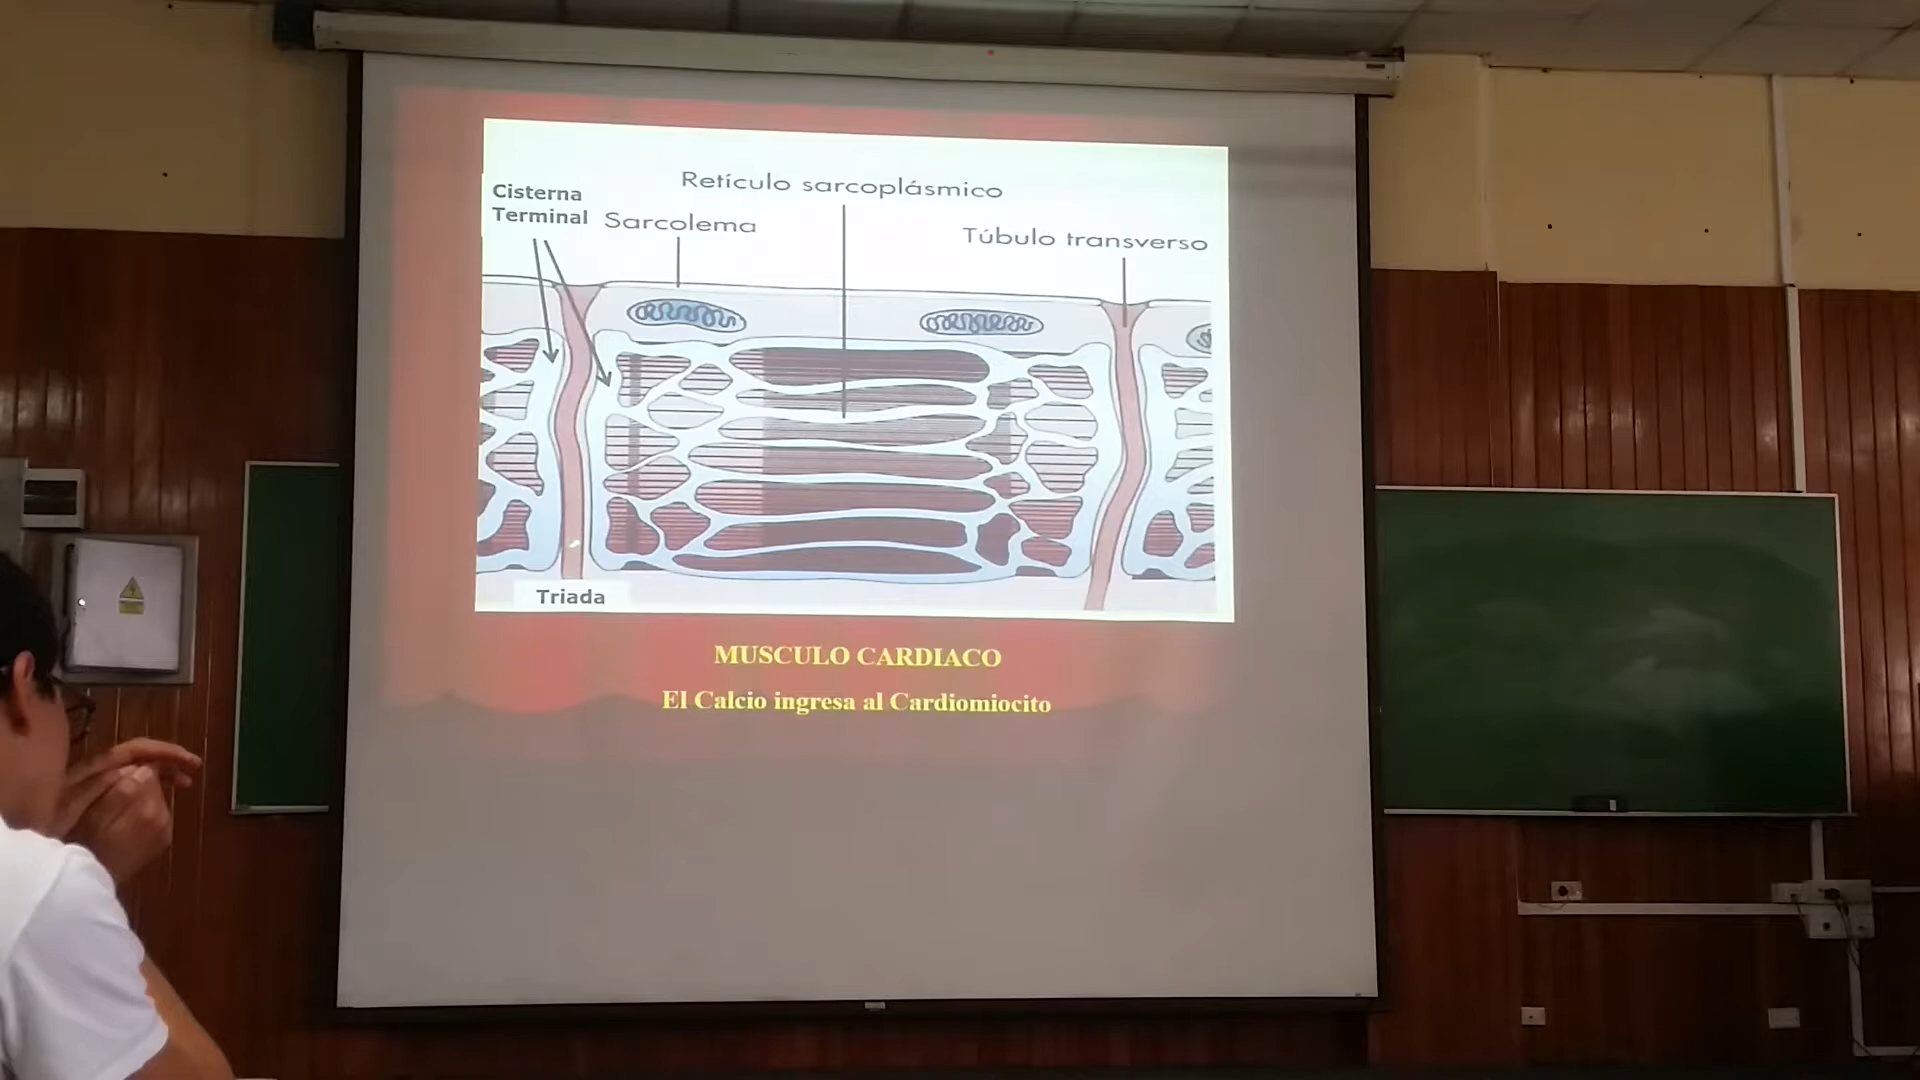 Retículo sarcoplásmico
Cisterna
Terminal
Sarcolema
Túbulo transverso
Triada
MUSCULO CARDIACO
El Calcio ingresa al Cardiomiocito